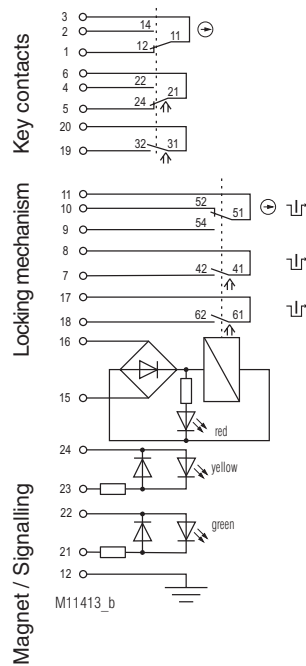 Key contacts
3
2 14
11
1 12
6
4 22
21
5 24
20
19 32 31
Locking mechanism
11
10 52
51
9 54
8
7 42 41
17
18 62 61
16
15
red
Magnet / Signalling
24
yellow
23
22
green
21
12
M11413_b